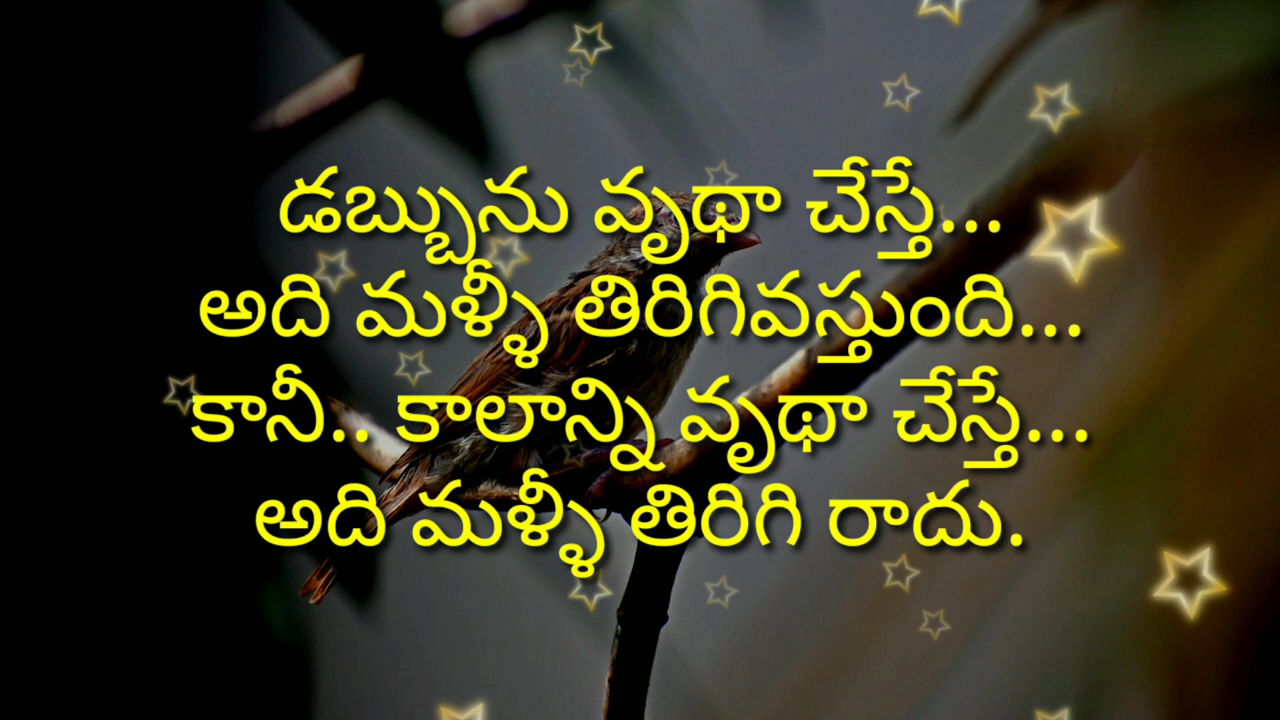 డబ్బును వృథా చేస్తే...
అది మళ్ళీ తిరిగివస్తుంది...
కానీ.. కాలాన్ని వృథా చేస్తే...
అది మళ్ళీ తిరిగి రాదు.